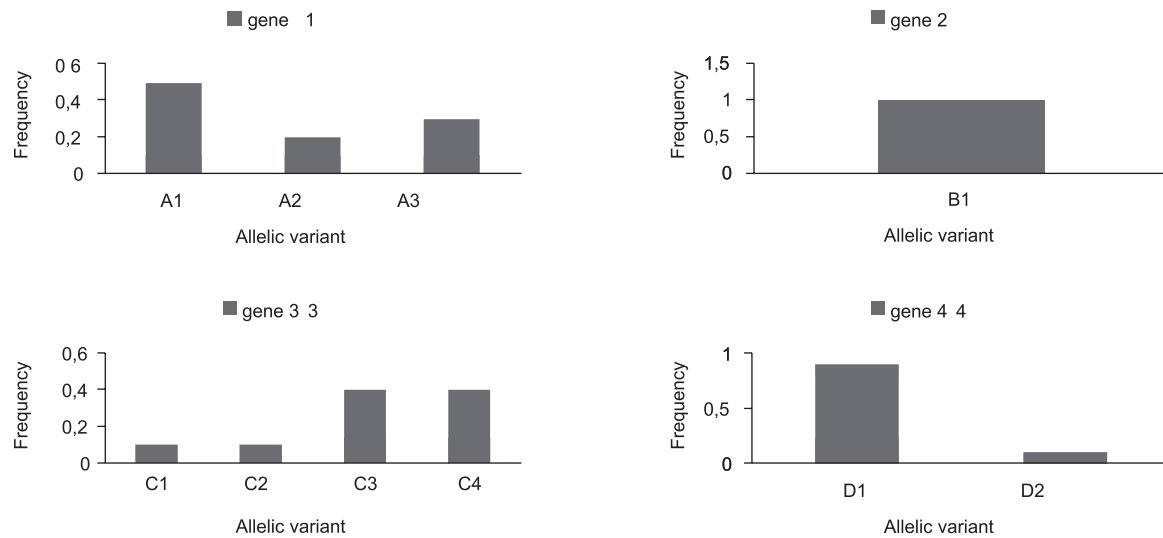 gene 1
Frequency
0 6
0,4
0,2
0
A1 A2 A3
Allelic variant
gene 2
Frequency
1,5
1
0,5
0
B1
Allelic variant
gene 3 3
Frequency
0,6
0,4
0,2
0
C1 C2 C3 C4
Allelic variant
gene 4 4
Frequency
1
0,5
0
D1 D2
Allelic variant